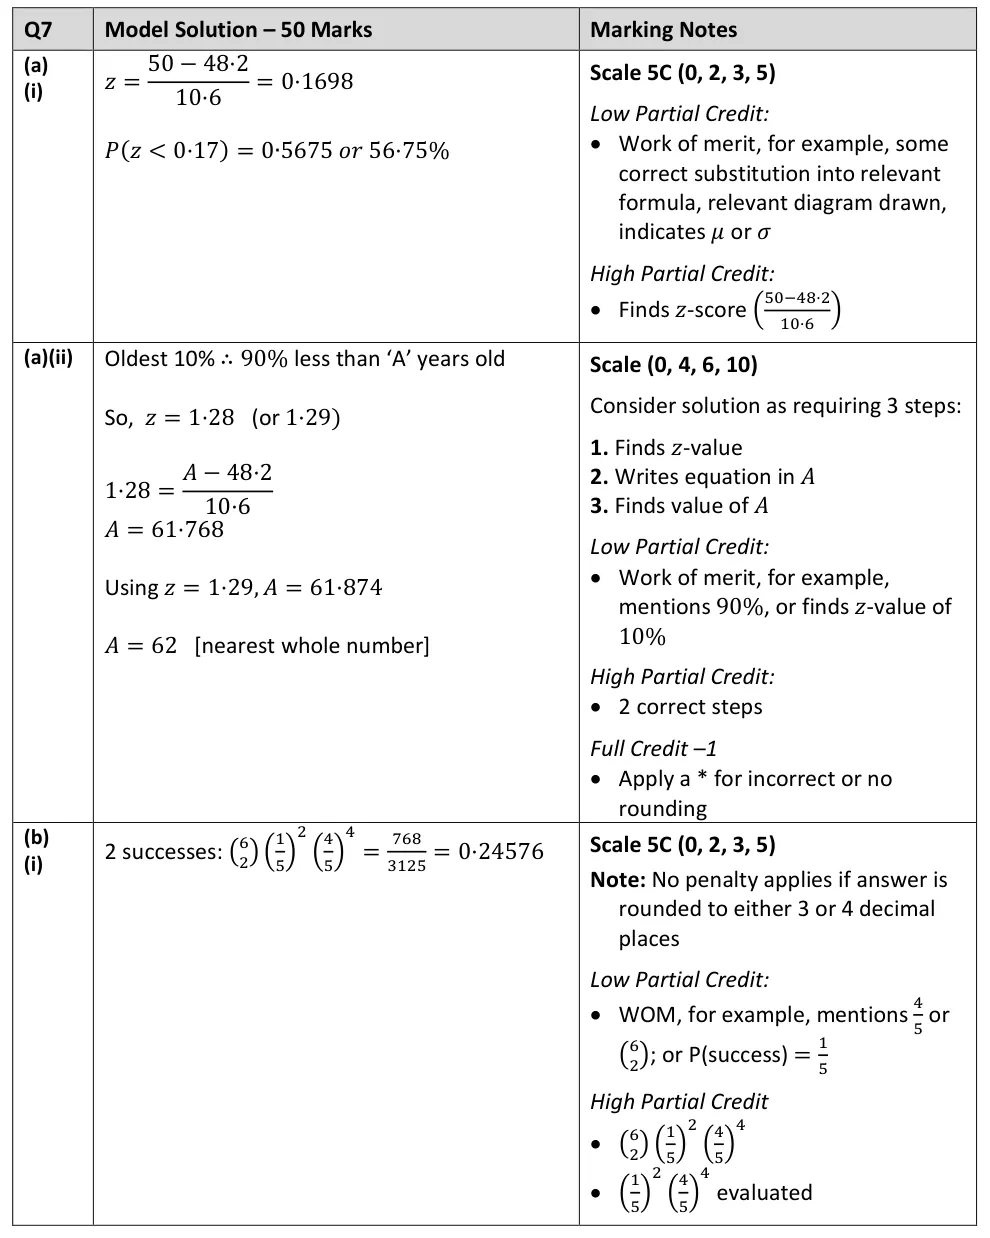 Q7 Model Solution – 50 Marks Marking Notes
(a)
(i)
z = (50 − 48·2)/(10·6) = 0·1698
P(z < 0·17) = 0·5675 or 56·75%
Scale 5C (0, 2, 3, 5)
Low Partial Credit:
• Work of merit, for example, some
correct substitution into relevant
formula, relevant diagram drawn,
indicates μ or σ
High Partial Credit:
• Finds z-score ((50−48·2)/(10·6))
(a)(ii)
Oldest 10% ∴ 90% less than ‘A’ years old
So, z = 1·28 (or 1·29)
1·28 = (A − 48·2)/(10·6)
A = 61·768
Using z = 1·29, A = 61·874
A = 62 [nearest whole number]
Scale (0, 4, 6, 10)
Consider solution as requiring 3 steps:
1. Finds z-value
2. Writes equation in A
3. Finds value of A
Low Partial Credit:
• Work of merit, for example,
mentions 90%, or finds z-value of
10%
High Partial Credit:
• 2 correct steps
Full Credit –1
• Apply a * for incorrect or no
rounding
(b)
(i)
2 successes: (6 2) (1/5)² (4/5)⁴ = 768/3125 = 0·24576
Scale 5C (0, 2, 3, 5)
Note: No penalty applies if answer is
rounded to either 3 or 4 decimal
places
Low Partial Credit:
• WOM, for example, mentions 4/5 or
(6 2); or P(success) = 1/5
High Partial Credit
• (6 2) (1/5)² (4/5)⁴
• (1/5)² (4/5)⁴ evaluated